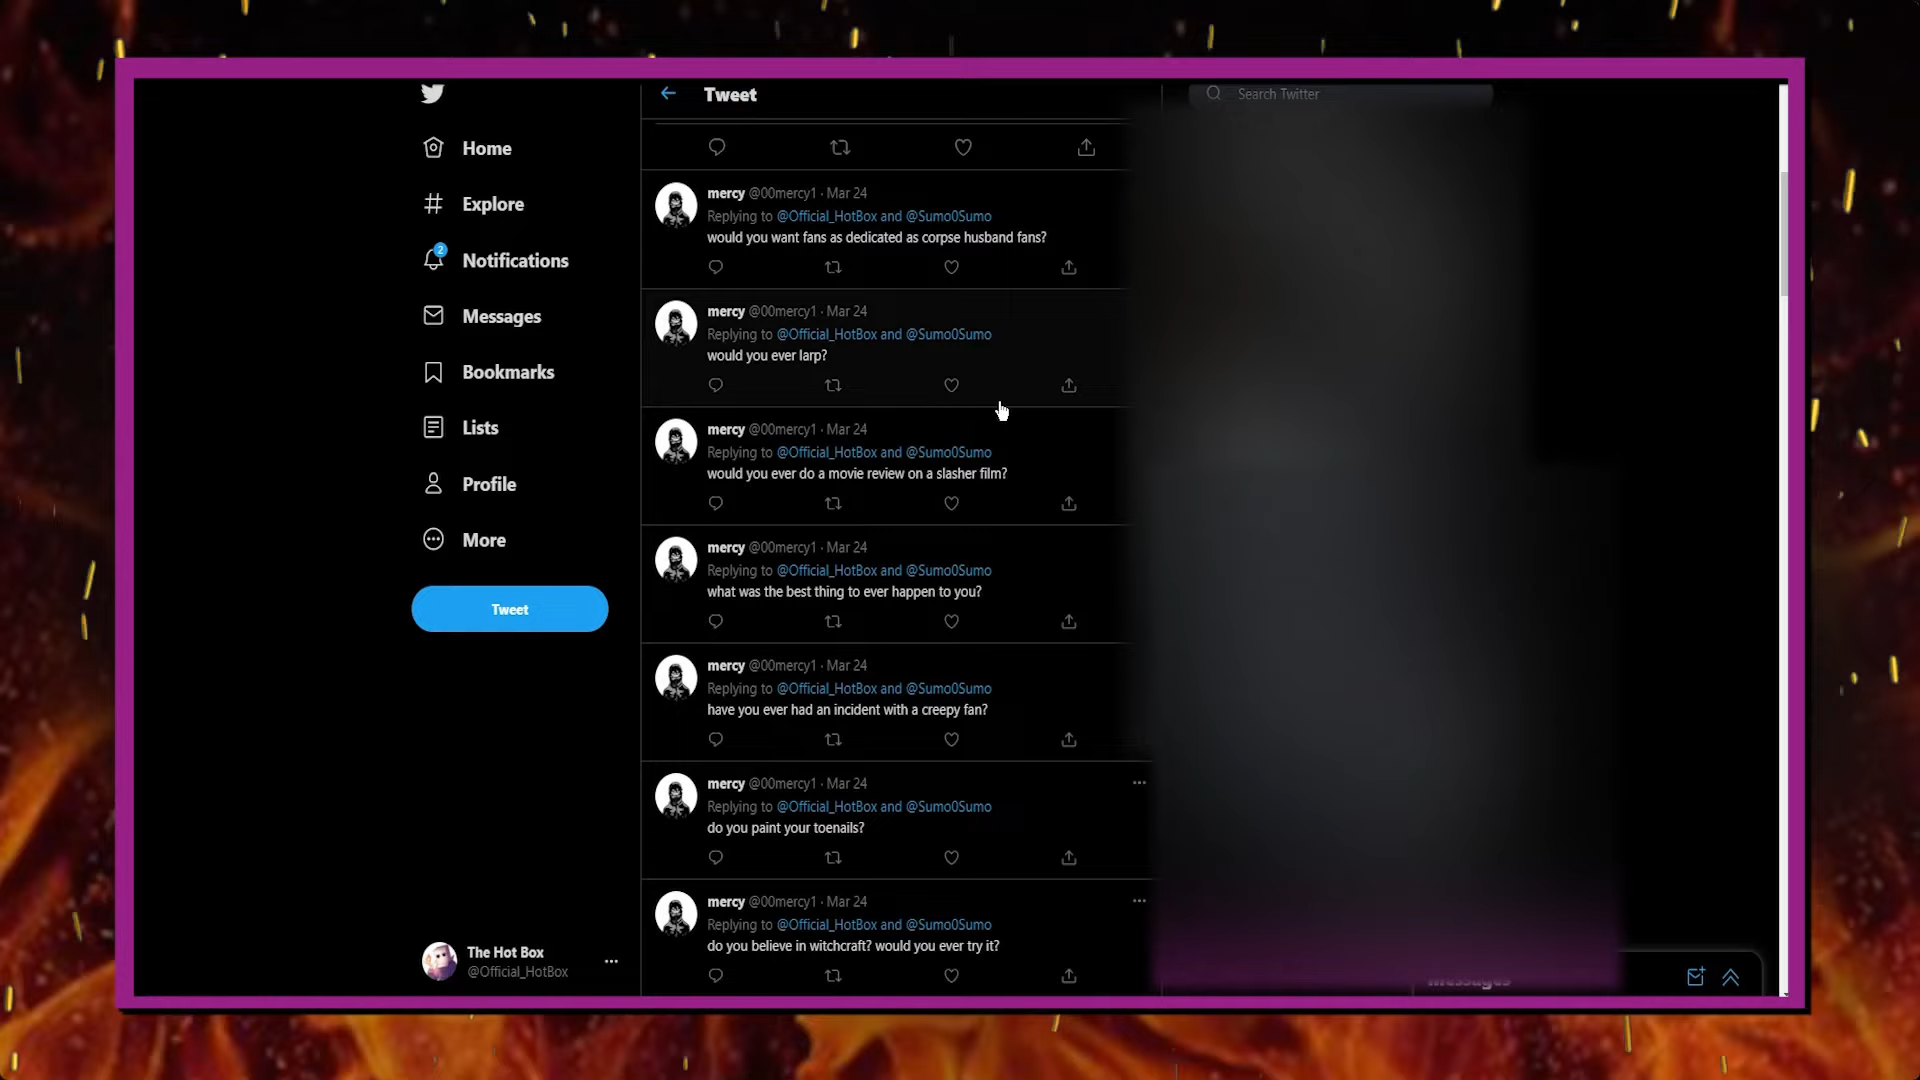 Tweet
Search Twitter
Home
Explore
2
Notifications
Messages
Bookmarks
Lists
Profile
More
Tweet
mercy @00mercy1 · Mar 24
Replying to @Official_HotBox and @Sumo0Sumo
would you want fans as dedicated as corpse husband fans?
mercy @00mercy1 · Mar 24
Replying to @Official_HotBox and @Sumo0Sumo
would you ever larp?
mercy @00mercy1 · Mar 24
Replying to @Official_HotBox and @Sumo0Sumo
would you ever do a movie review on a slasher film?
mercy @00mercy1 · Mar 24
Replying to @Official_HotBox and @Sumo0Sumo
what was the best thing to ever happen to you?
mercy @00mercy1 · Mar 24
Replying to @Official_HotBox and @Sumo0Sumo
have you ever had an incident with a creepy fan?
mercy @00mercy1 · Mar 24
Replying to @Official_HotBox and @Sumo0Sumo
do you paint your toenails?
mercy @00mercy1 · Mar 24
Replying to @Official_HotBox and @Sumo0Sumo
do you believe in witchcraft? would you ever try it?
The Hot Box
@Official_HotBox
Messages